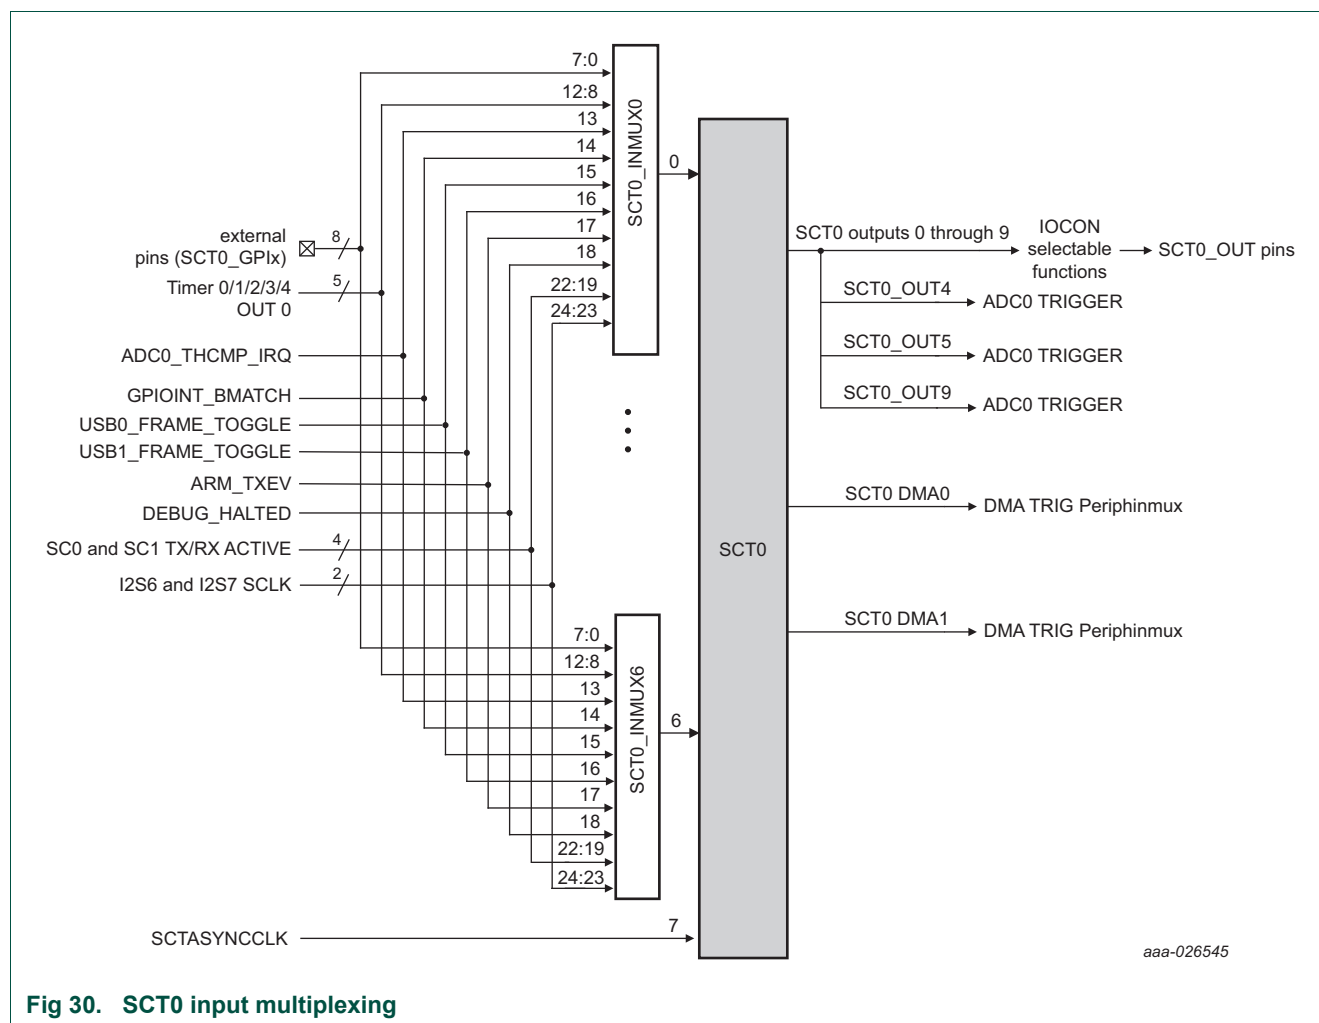 7:0
12:8
13
14
15
16
17
18
22:19
24:23
SCT0_INMUX0
0
external
pins (SCT0_GPIx)
8
Timer 0/1/2/3/4
OUT 0
5
ADC0_THCMP_IRQ
GPIOINT_BMATCH
USB0_FRAME_TOGGLE
USB1_FRAME_TOGGLE
ARM_TXEV
DEBUG_HALTED
SC0 and SC1 TX/RX ACTIVE
4
I2S6 and I2S7 SCLK
2
7:0
12:8
13
14
15
16
17
18
22:19
24:23
SCT0_INMUX6
6
SCTASYNCCLK
7
SCT0
SCT0 outputs 0 through 9
IOCON
selectable
functions
SCT0_OUT pins
SCT0_OUT4
ADC0 TRIGGER
SCT0_OUT5
ADC0 TRIGGER
SCT0_OUT9
ADC0 TRIGGER
SCT0 DMA0
DMA TRIG Periphinmux
SCT0 DMA1
DMA TRIG Periphinmux
aaa-026545
Fig 30. SCT0 input multiplexing